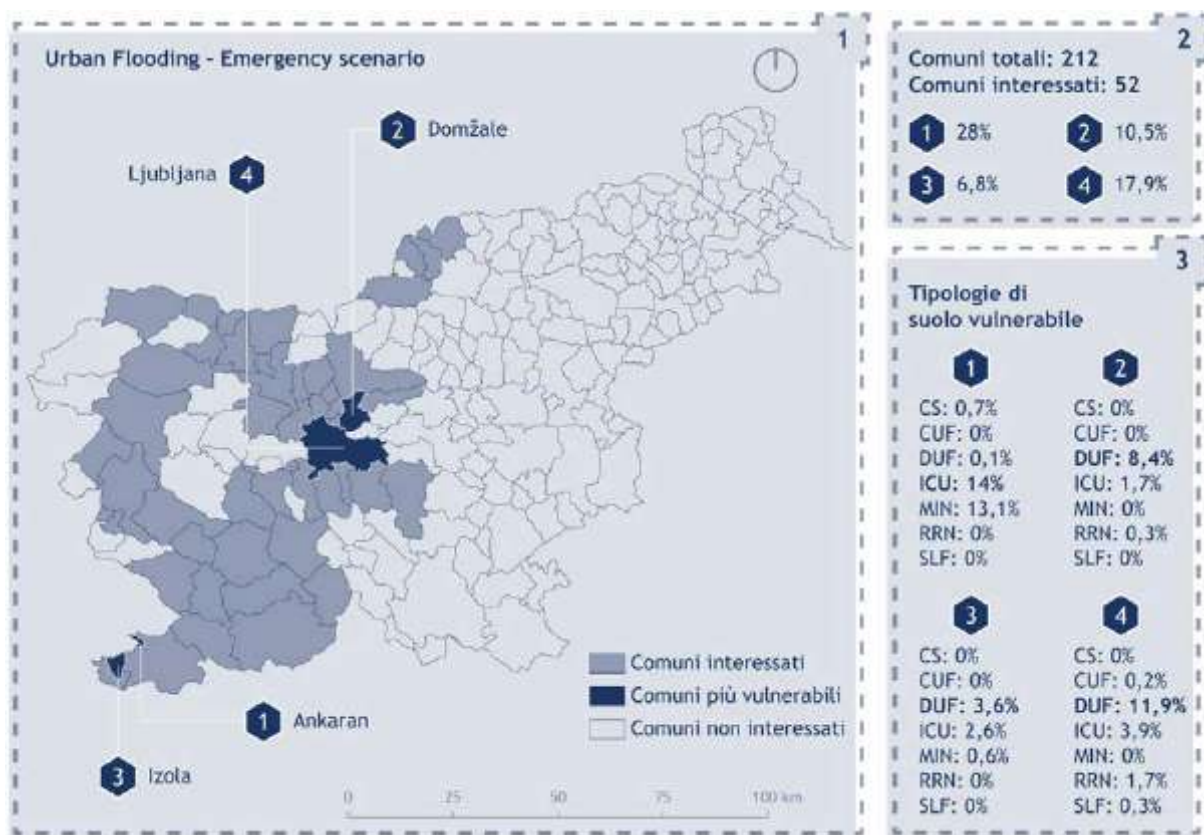 1
Urban Flooding - Emergency scenario
2 Domžale
Ljubijana 4
Comuni interessati
Comuni più vulnerabili
Comuni non interessati
1 Ankaran
3 Izola
0 25 50 75 100 km
2
Comuni totali: 212
Comuni interessati: 52
1 28% 2 10,5%
3 6,8% 4 17,9%
3
Tipologie di
suolo vulnerabile
1
CS: 0,7%
CUF: 0%
DUF: 0,1%
ICU: 14%
MIN: 13,1%
RRN: 0%
SLF: 0%
2
CS: 0%
CUF: 0%
DUF: 8,4%
ICU: 1,7%
MIN: 0%
RRN: 0,3%
SLF: 0%
3
CS: 0%
CUF: 0%
DUF: 3,6%
ICU: 2,6%
MIN: 0,6%
RRN: 0%
SLF: 0%
4
CS: 0%
CUF: 0,2%
DUF: 11,9%
ICU: 3,9%
MIN: 0%
RRN: 1,7%
SLF: 0,3%